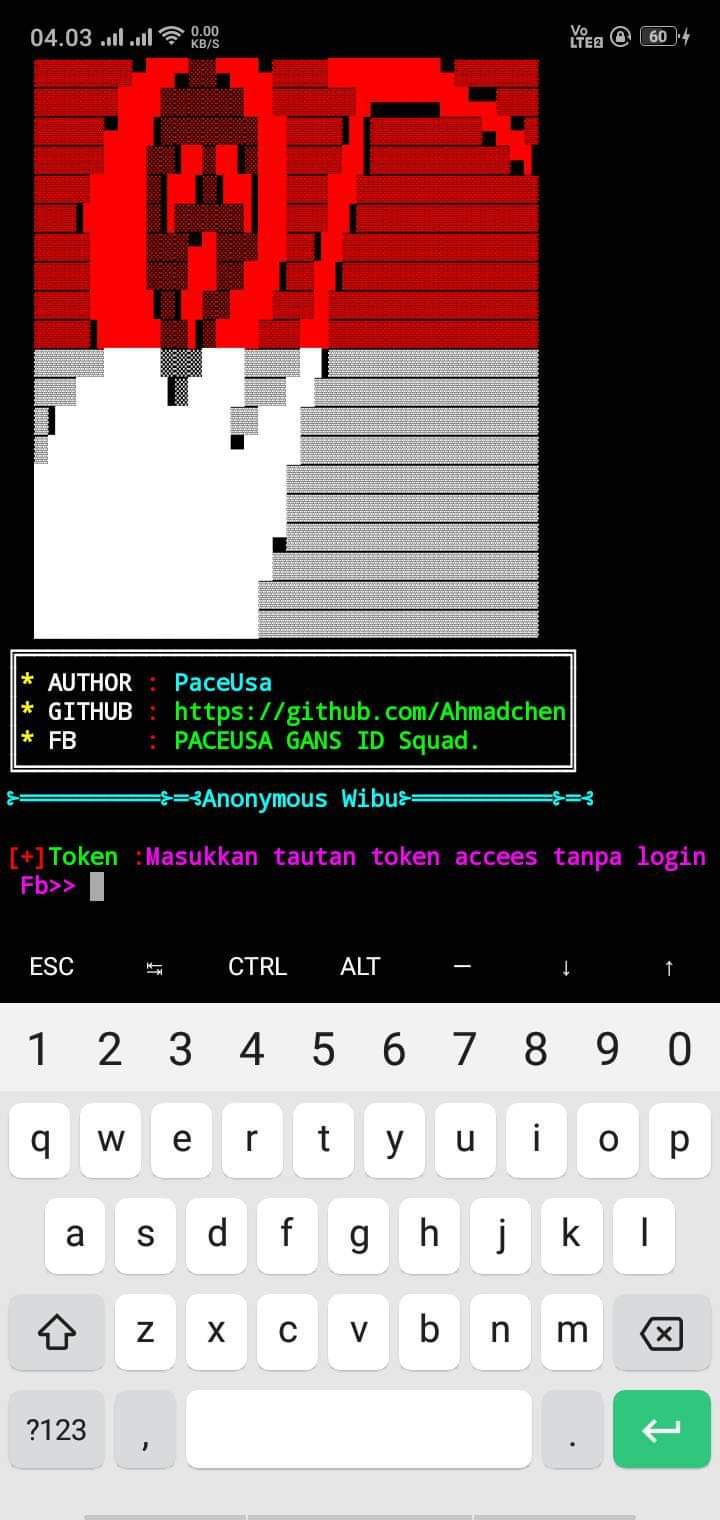 04.03 0.00 KB/S Vo LTE2 60
* AUTHOR : PaceUsa
* GITHUB : https://github.com/Ahmadchen
* FB : PACEUSA GANS ID Squad.
Anonymous Wibu
[+]Token :Masukkan tautan token accees tanpa login
Fb>>
ESC ↹ CTRL ALT — ↓ ↑
1 2 3 4 5 6 7 8 9 0
q w e r t y u i o p
a s d f g h j k l
z x c v b n m
?123 , .